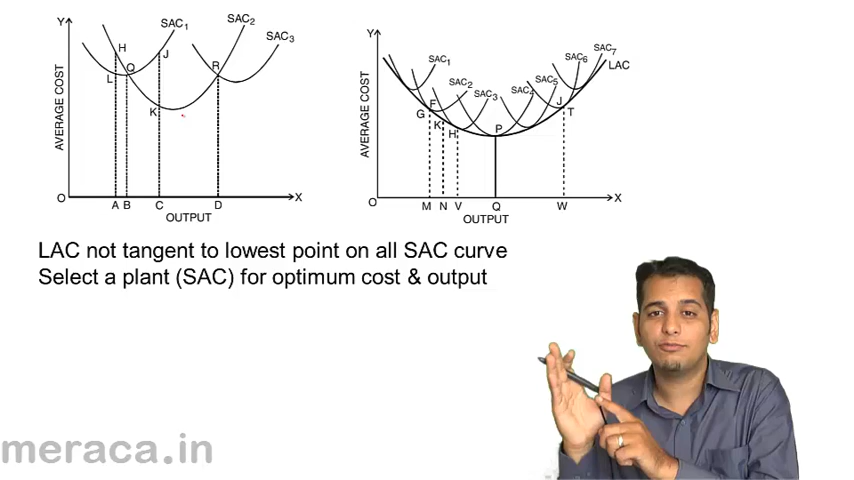 Y
AVERAGE COST
SAC1
SAC2
SAC3
H
J
Q
R
L
K
O
A B C D
X
OUTPUT
Y
AVERAGE COST
SAC1
SAC2
SAC3
SAC4
SAC5
SAC6
SAC7
LAC
F
G
K
H
P
J
T
O
M N V Q W
X
OUTPUT
LAC not tangent to lowest point on all SAC curve
Select a plant (SAC) for optimum cost & output
meraca.in